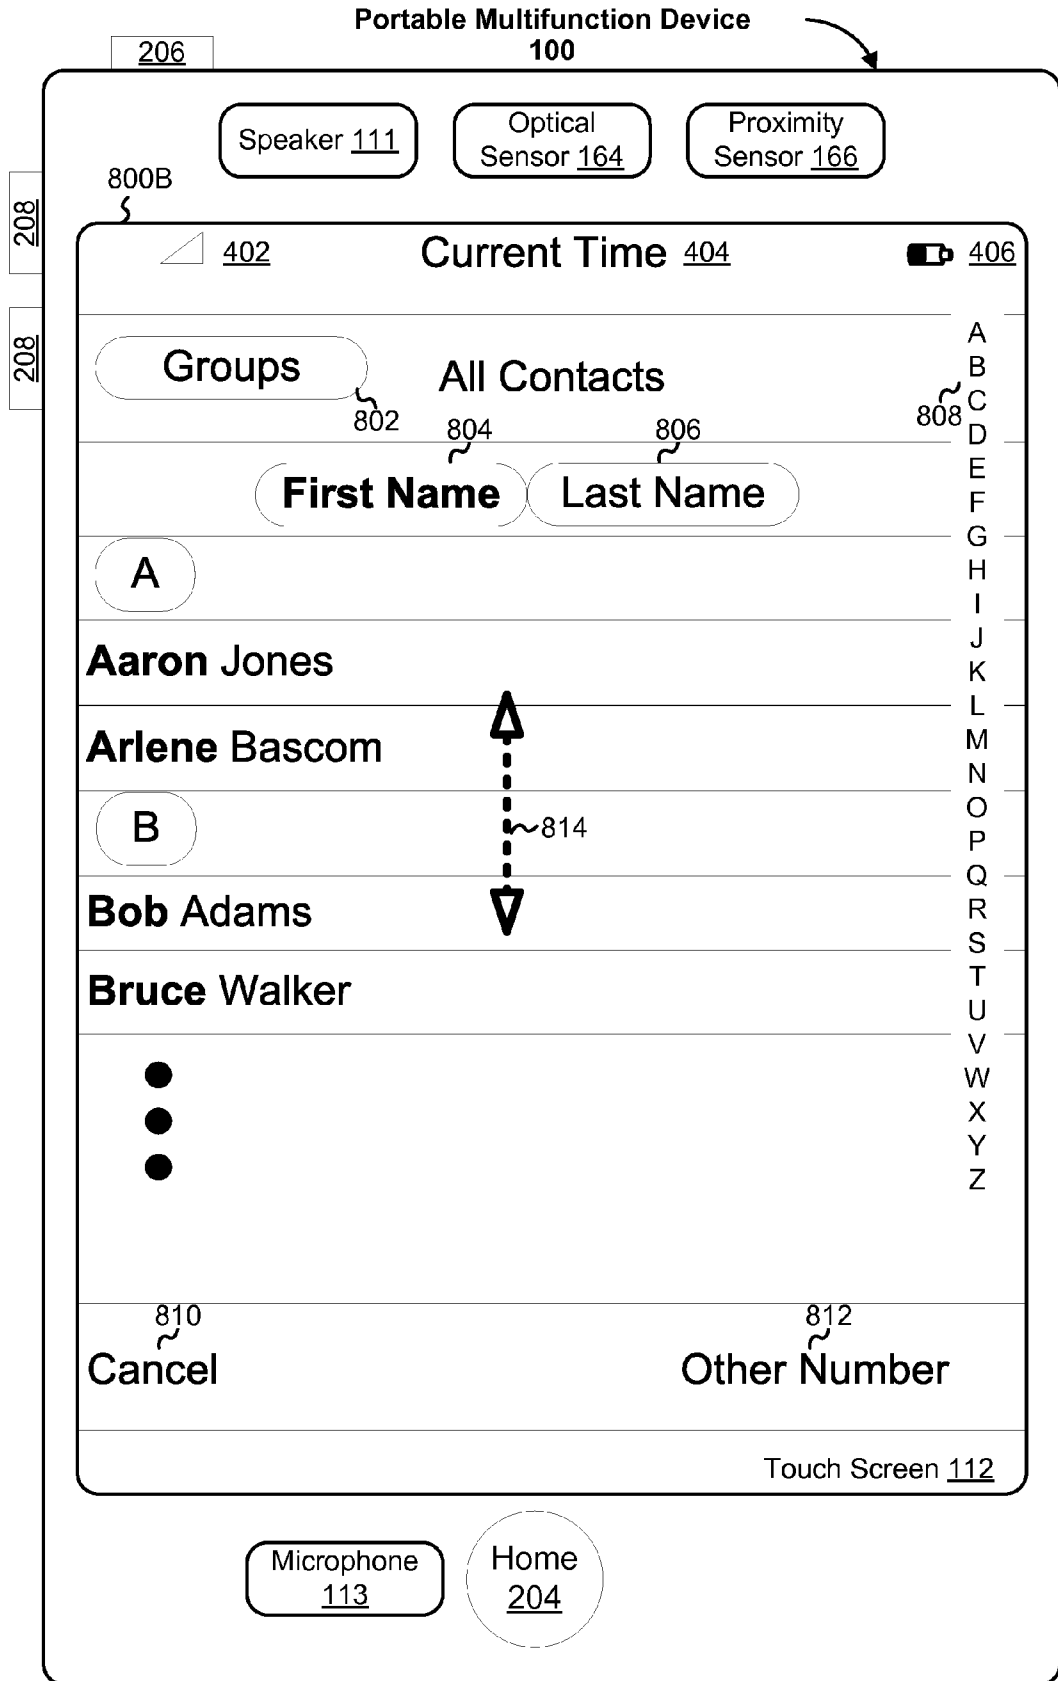 Portable Multifunction Device
100
206
Speaker 111
Optical
Sensor 164
Proximity
Sensor 166
208
800B
402
Current Time 404
406
208
Groups
802
All Contacts
808
804
806
First Name
Last Name
A
Aaron Jones
Arlene Bascom
B
814
Bob Adams
Bruce Walker
A
B
C
D
E
F
G
H
I
J
K
L
M
N
O
P
Q
R
S
T
U
V
W
X
Y
Z
810
Cancel
812
Other Number
Touch Screen 112
Microphone
113
Home
204